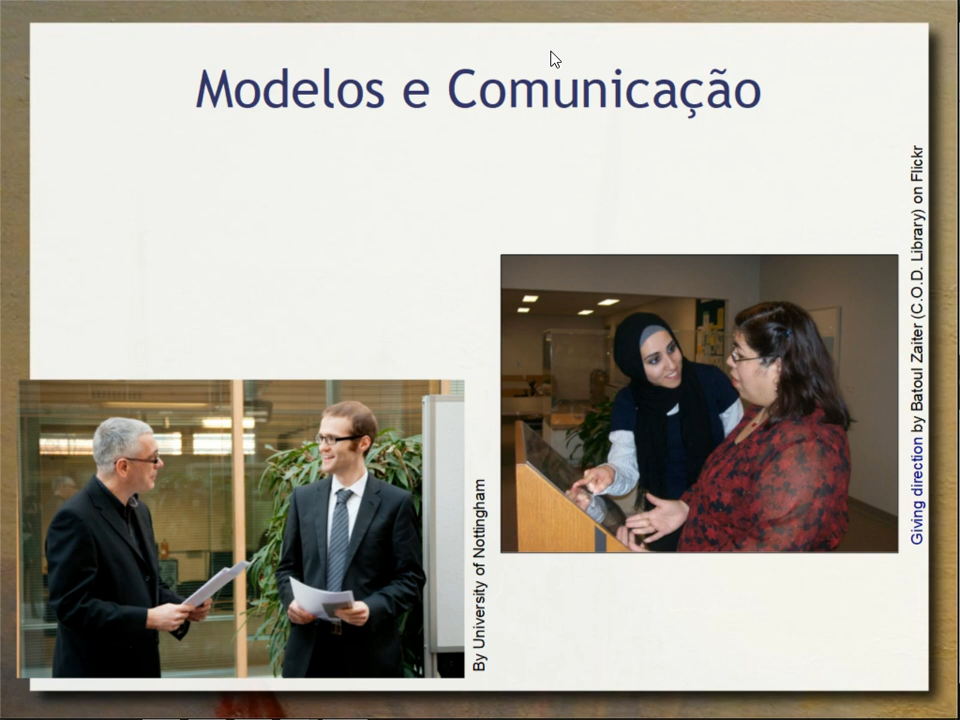 Modelos e Comunicação
Giving direction by Batoul Zaiter (C.O.D. Library) on Flickr
By University of Nottingham